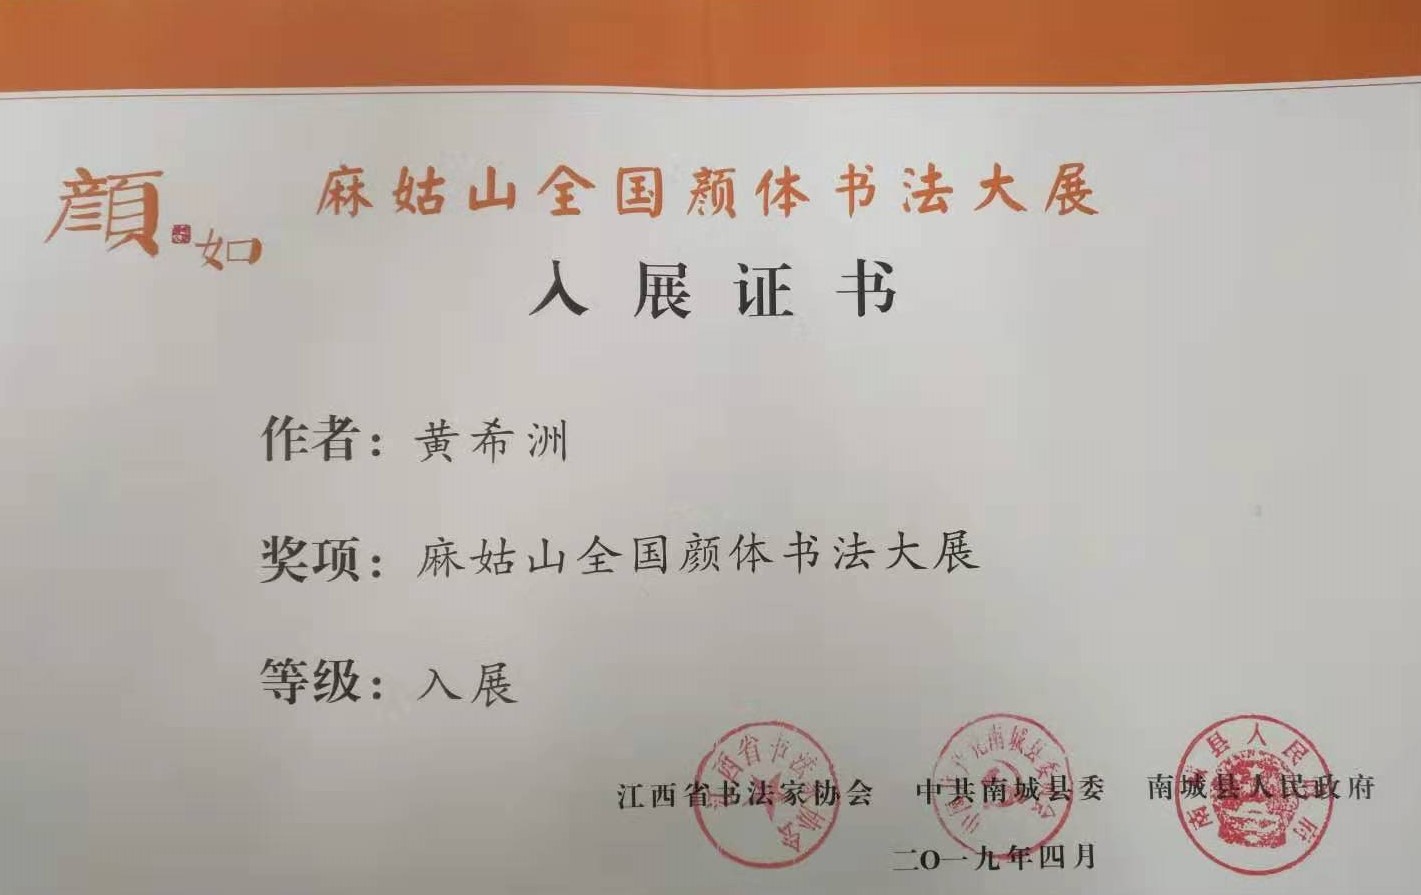 顔如
麻姑山全国颜体书法大展
入展证书
作者：黄希洲
奖项：麻姑山全国颜体书法大展
等级：入展
江西省书法家协会 中共南城县委 南城县人民政府
二〇一九年四月